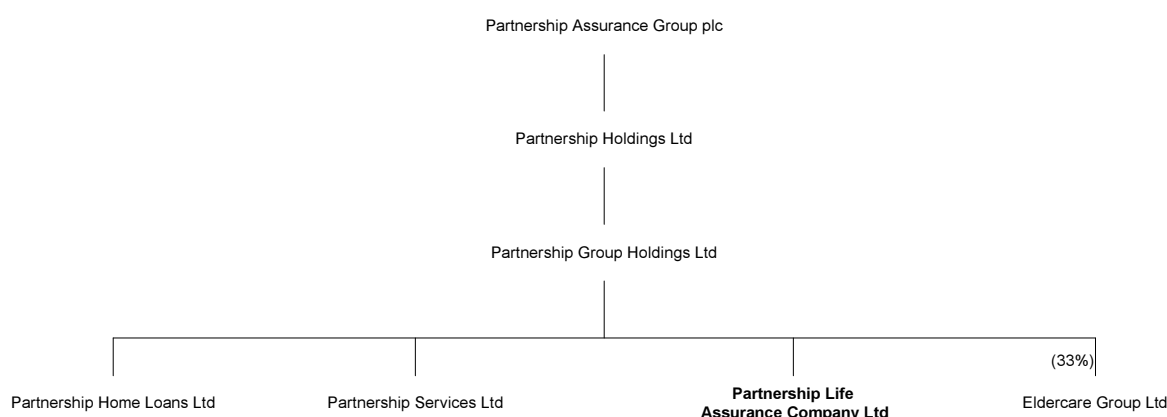 Partnership Assurance Group plc
Partnership Holdings Ltd
Partnership Group Holdings Ltd
(33%)
Partnership Home Loans Ltd
Partnership Services Ltd
Partnership Life
Assurance Company Ltd
Eldercare Group Ltd